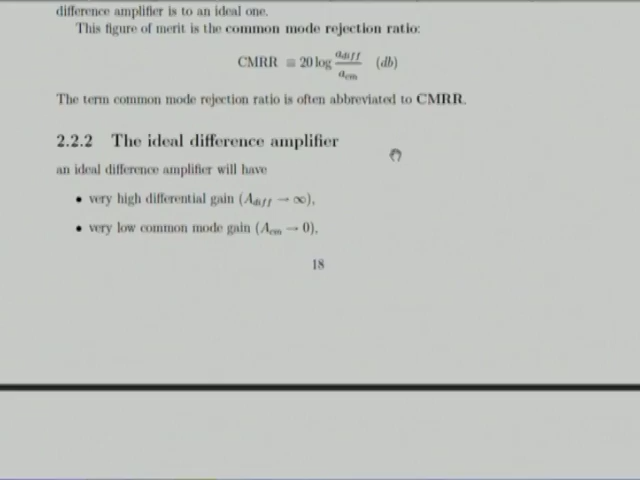 difference amplifier is to an ideal one.
This figure of merit is the common mode rejection ratio:
CMRR ≡ 20 log a_diff / a_cm (db)
The term common mode rejection ratio is often abbreviated to CMRR.
2.2.2 The ideal difference amplifier
an ideal difference amplifier will have
• very high differential gain (A_diff → ∞),
• very low common mode gain (A_cm → 0),
18